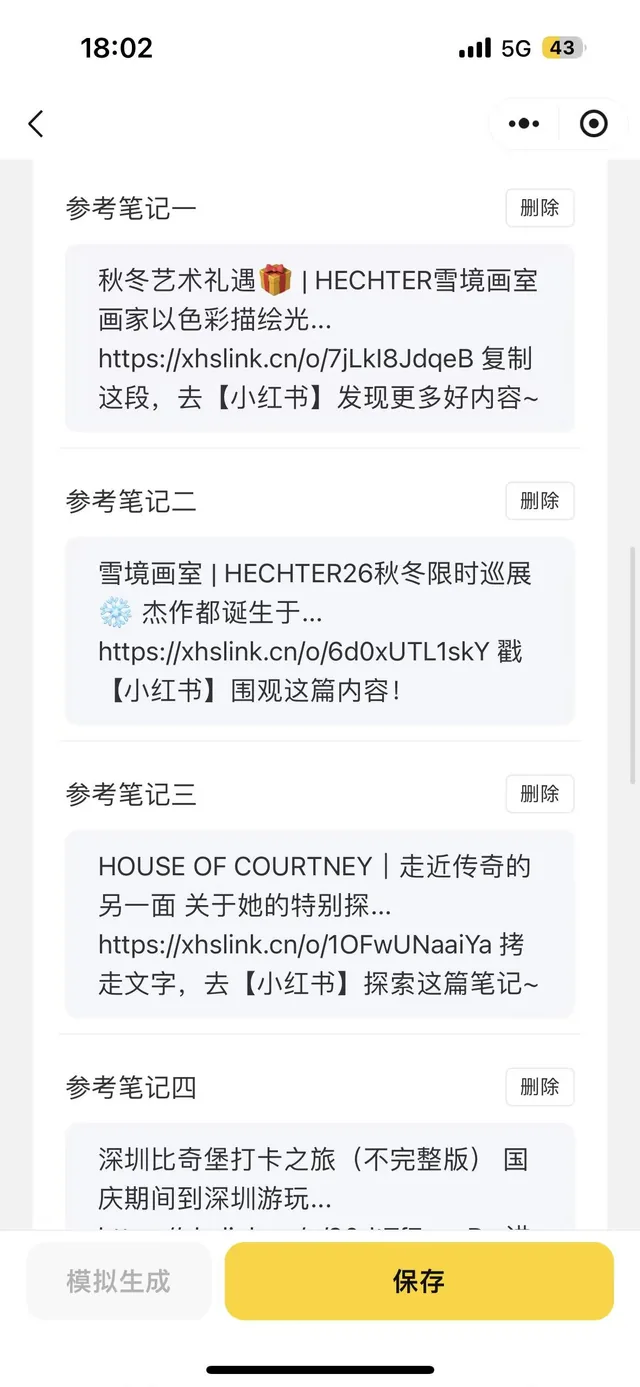 18:02
5G 43
参考笔记一
删除
秋冬艺术礼遇🎁 | HECHTER雪境画室
画家以色彩描绘光...
https://xhslink.cn/o/7jLkI8JdqeB 复制
这段，去【小红书】发现更多好内容~
参考笔记二
删除
雪境画室 | HECHTER26秋冬限时巡展
❄️ 杰作都诞生于...
https://xhslink.cn/o/6d0xUTL1skY 戳
【小红书】围观这篇内容！
参考笔记三
删除
HOUSE OF COURTNEY｜走近传奇的
另一面 关于她的特别探...
https://xhslink.cn/o/1OFwUNaaiYa 拷
走文字，去【小红书】探索这篇笔记~
参考笔记四
删除
深圳比奇堡打卡之旅（不完整版） 国
庆期间到深圳游玩...
模拟生成
保存